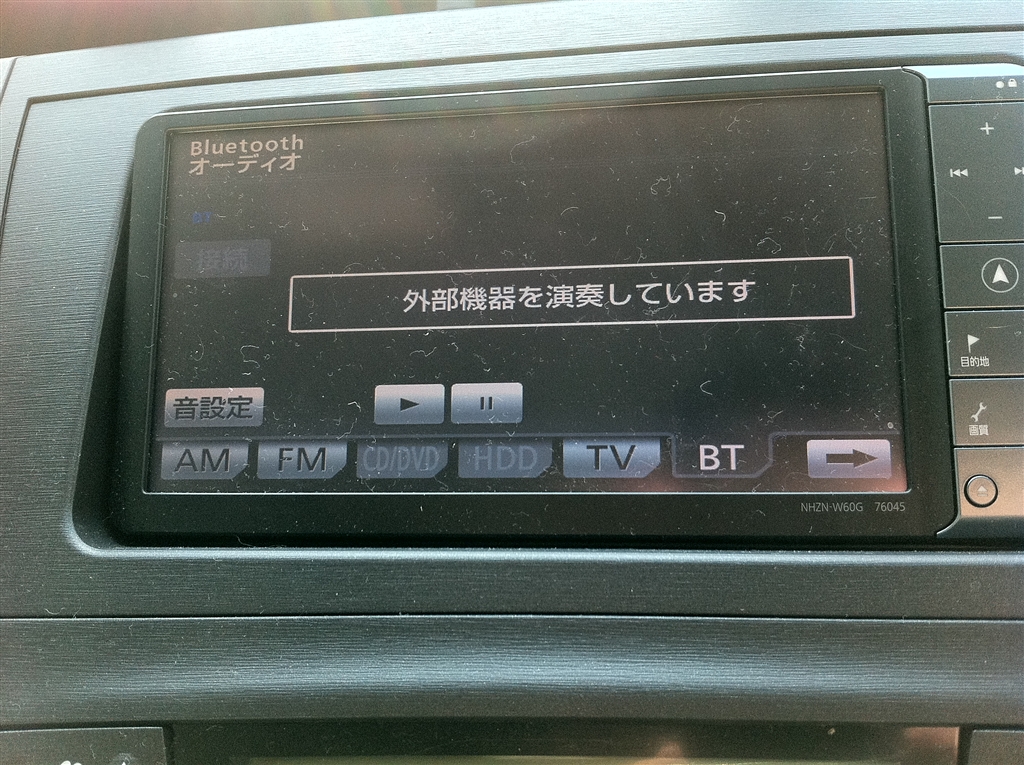 Bluetooth
オーディオ
BT
接続
外部機器を演奏しています
音設定
AM FM CD/DVD HDD TV BT
NHZN-W60G 76045
目的地
画質